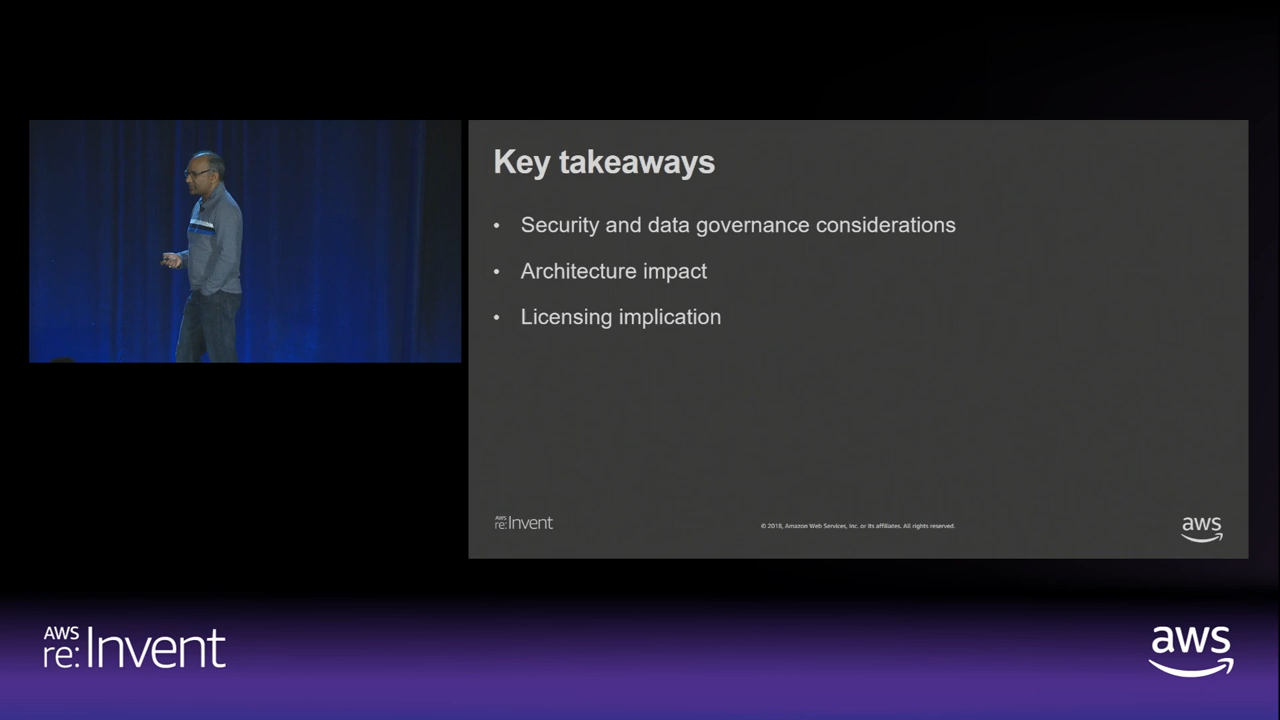 Key takeaways
• Security and data governance considerations
• Architecture impact
• Licensing implication
AWS
re:Invent
© 2018, Amazon Web Services, Inc. or its affiliates. All rights reserved.
aws
AWS
re:Invent
aws